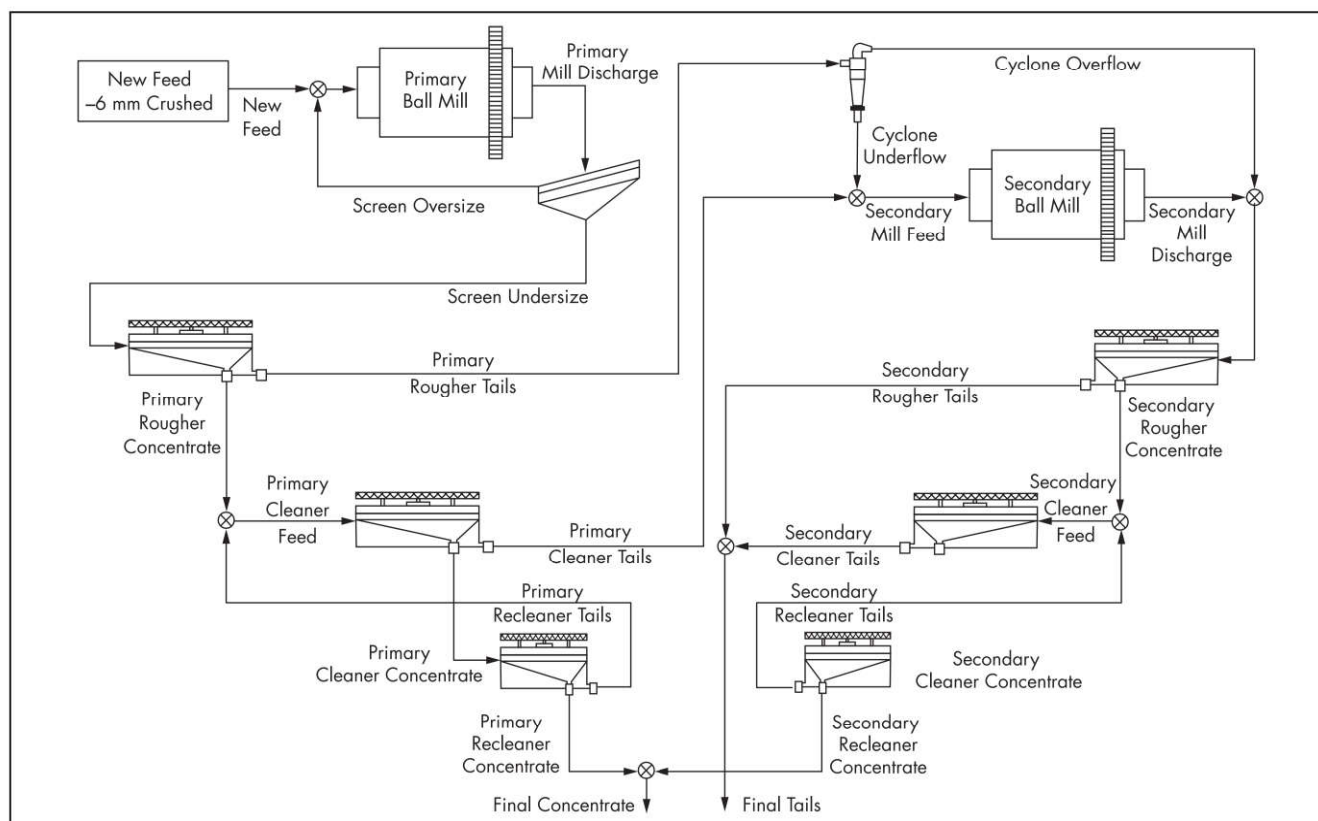 New Feed
–6 mm Crushed
New
Feed
Primary
Ball Mill
Primary
Mill Discharge
Screen Oversize
Screen Undersize
Cyclone Overflow
Cyclone
Underflow
Secondary
Mill Feed
Secondary
Ball Mill
Secondary
Mill
Discharge
Primary
Rougher Tails
Primary
Rougher
Concentrate
Secondary
Rougher Tails
Secondary
Rougher
Concentrate
Primary
Cleaner
Feed
Primary
Cleaner Tails
Secondary
Cleaner Tails
Secondary
Cleaner
Feed
Primary
Recleaner Tails
Secondary
Recleaner Tails
Primary
Cleaner Concentrate
Secondary
Cleaner Concentrate
Primary
Recleaner
Concentrate
Secondary
Recleaner
Concentrate
Final Concentrate
Final Tails